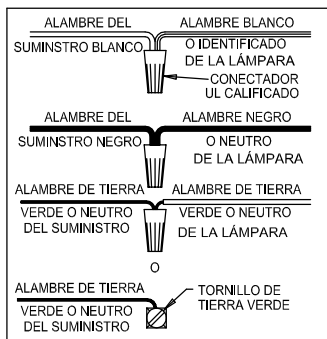 ALAMBRE DEL ALAMBRE BLANCO
SUMINSTRO BLANCO O IDENTIFICADO
DE LA LÁMPARA
CONECTADOR
UL CALIFICADO
ALAMBRE DEL ALAMBRE NEGRO
SUMINSTRO NEGRO O NEUTRO
DE LA LÁMPARA
ALAMBRE DE TIERRA ALAMBRE DE TIERRA
VERDE O NEUTRO VERDE O NEUTRO
DEL SUMINISTRO DE LA LÁMPARA
O
TORNILLO DE
TIERRA VERDE
ALAMBRE DE TIERRA
VERDE O NEUTRO
DEL SUMINISTRO